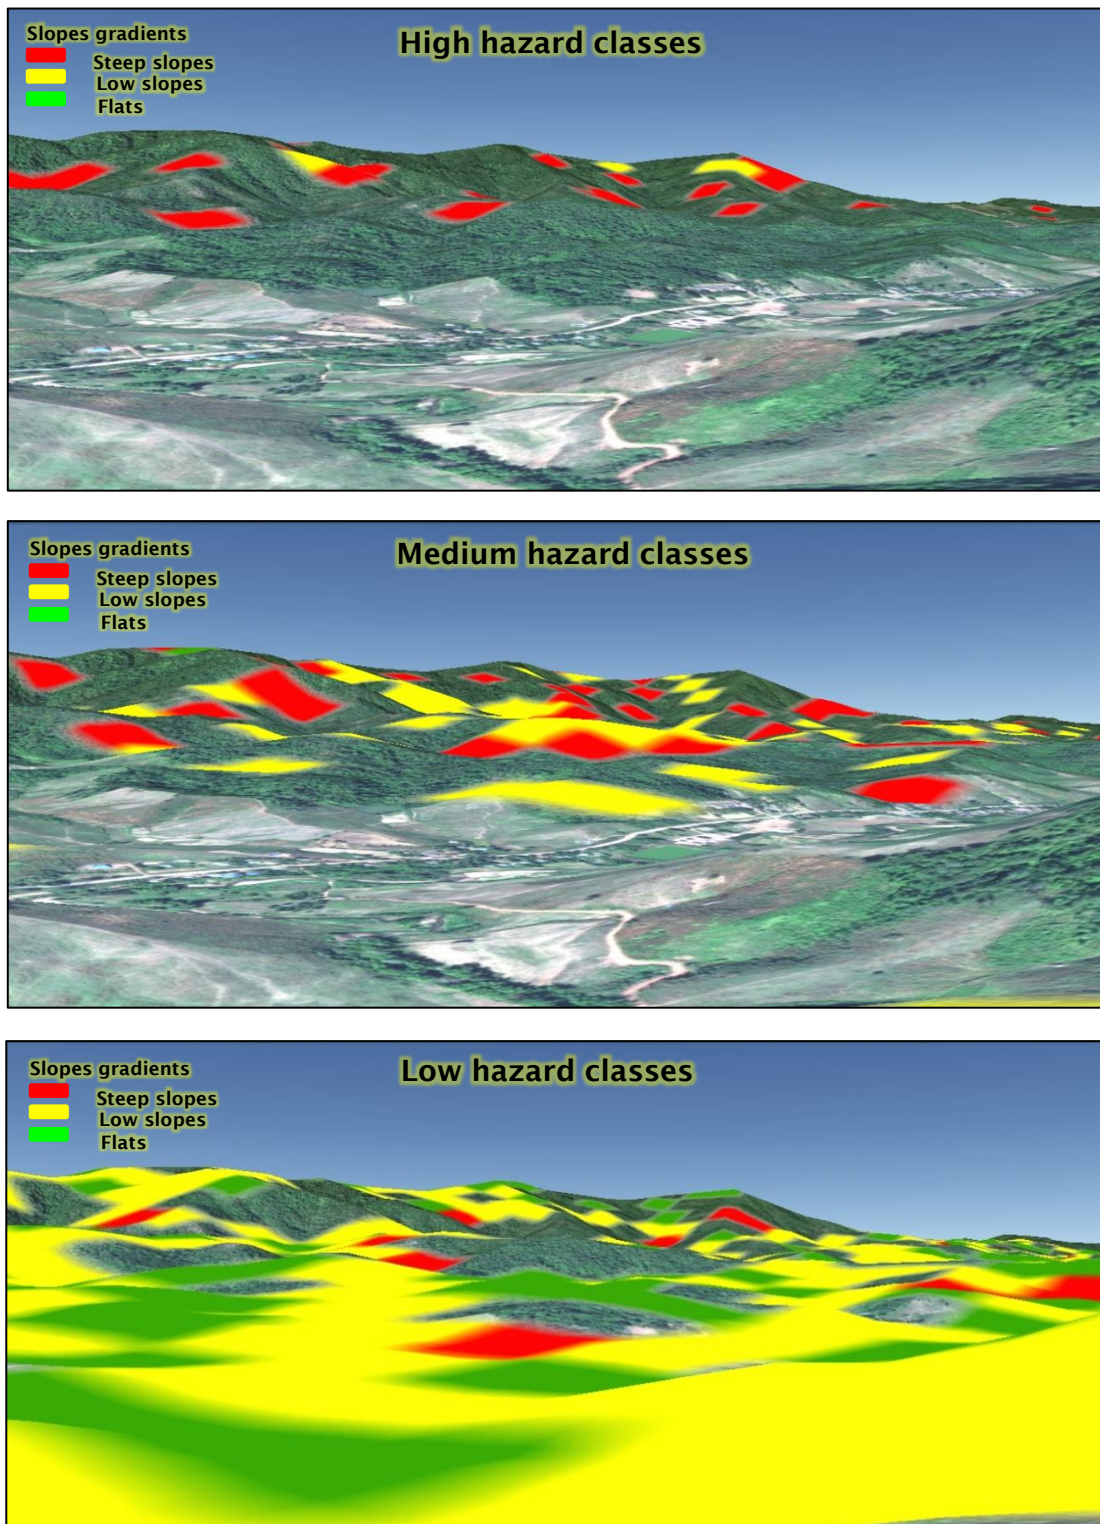 Slopes gradients
High hazard classes
Steep slopes
Low slopes
Flats
Slopes gradients
Medium hazard classes
Steep slopes
Low slopes
Flats
Slopes gradients
Low hazard classes
Steep slopes
Low slopes
Flats